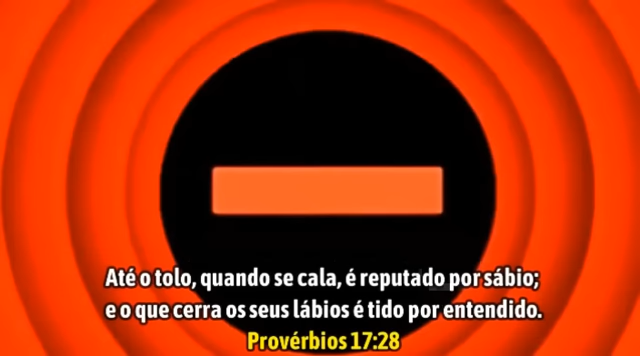 Até o tolo, quando se cala, é reputado por sábio;
e o que cerra os seus lábios é tido por entendido.
Provérbios 17:28